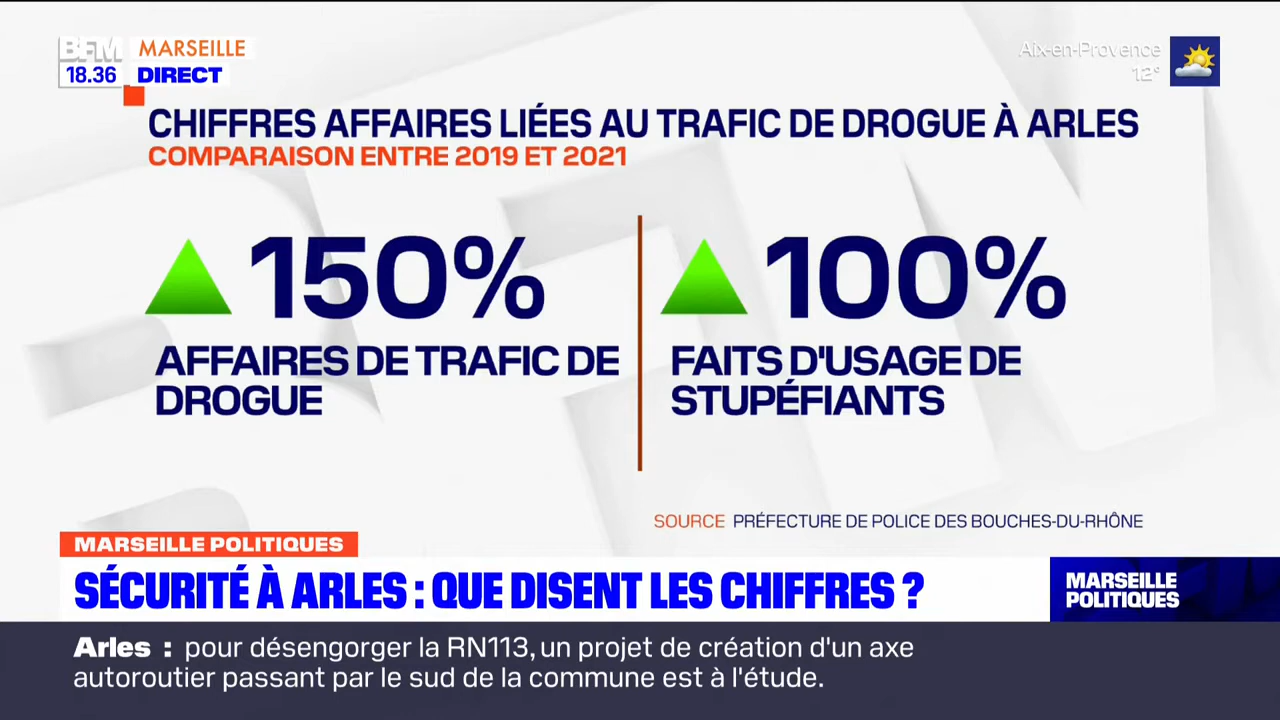 BFM MARSEILLE
18.36 DIRECT
Aix-en-Provence
12°
CHIFFRES AFFAIRES LIÉES AU TRAFIC DE DROGUE À ARLES
COMPARAISON ENTRE 2019 ET 2021
150%
AFFAIRES DE TRAFIC DE
DROGUE
100%
FAITS D'USAGE DE
STUPÉFIANTS
SOURCE PRÉFECTURE DE POLICE DES BOUCHES-DU-RHÔNE
MARSEILLE POLITIQUES
SÉCURITÉ À ARLES : QUE DISENT LES CHIFFRES ?
MARSEILLE
POLITIQUES
Arles : pour désengorger la RN113, un projet de création d'un axe
autoroutier passant par le sud de la commune est à l'étude.